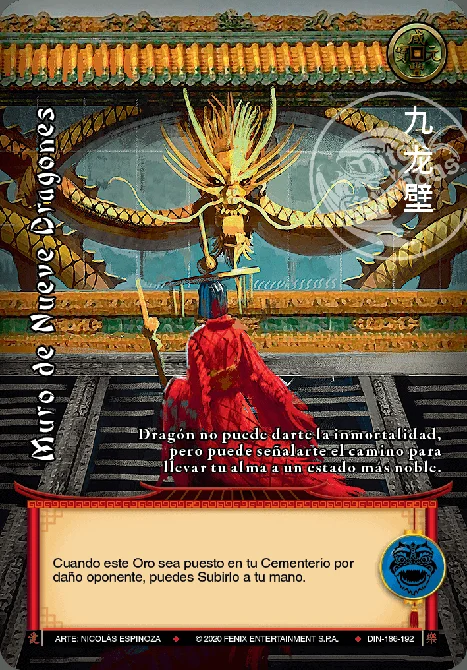 九龙壁
Muro de Nueve Dragones
Dragón no puede darte la inmortalidad,
pero puede señalarte el camino para
llevar tu alma a un estado más noble.
Cuando este Oro sea puesto en tu Cementerio por
daño oponente, puedes Subirlo a tu mano.
ARTE: NICOLÁS ESPINOZA ◆ © 2020 FENIX ENTERTAINMENT S.P.A. ◆ DIN-186-192